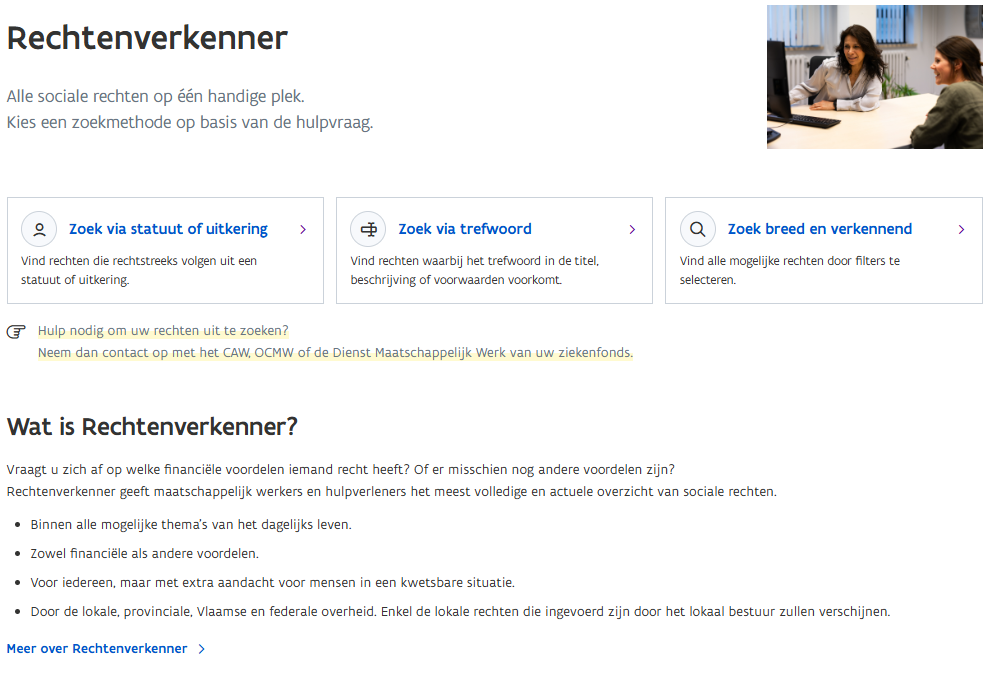 Rechtenverkenner
Alle sociale rechten op één handige plek.
Kies een zoekmethode op basis van de hulpvraag.
Zoek via statuut of uitkering
Vind rechten die rechtstreeks volgen uit een
statuut of uitkering.
Zoek via trefwoord
Vind rechten waarbij het trefwoord in de titel,
beschrijving of voorwaarden voorkomt.
Zoek breed en verkennend
Vind alle mogelijke rechten door filters te
selecteren.
Hulp nodig om uw rechten uit te zoeken?
Neem dan contact op met het CAW, OCMW of de Dienst Maatschappelijk Werk van uw ziekenfonds.
Wat is Rechtenverkenner?
Vraagt u zich af op welke financiële voordelen iemand recht heeft? Of er misschien nog andere voordelen zijn?
Rechtenverkenner geeft maatschappelijk werkers en hulpverleners het meest volledige en actuele overzicht van sociale rechten.
• Binnen alle mogelijke thema's van het dagelijks leven.
• Zowel financiële als andere voordelen.
• Voor iedereen, maar met extra aandacht voor mensen in een kwetsbare situatie.
• Door de lokale, provinciale, Vlaamse en federale overheid. Enkel de lokale rechten die ingevoerd zijn door het lokaal bestuur zullen verschijnen.
Meer over Rechtenverkenner